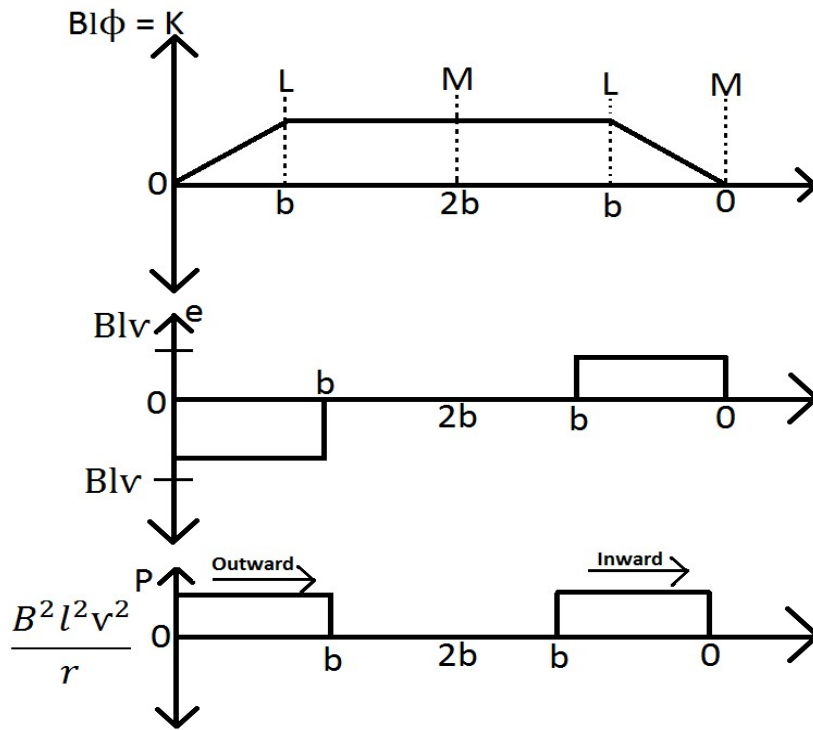 Blϕ = K
L M L M
0 b 2b b 0
e
Blv
b
0 2b b 0
Blv
P Outward Inward
B²l²v²
0
r
b 2b b 0